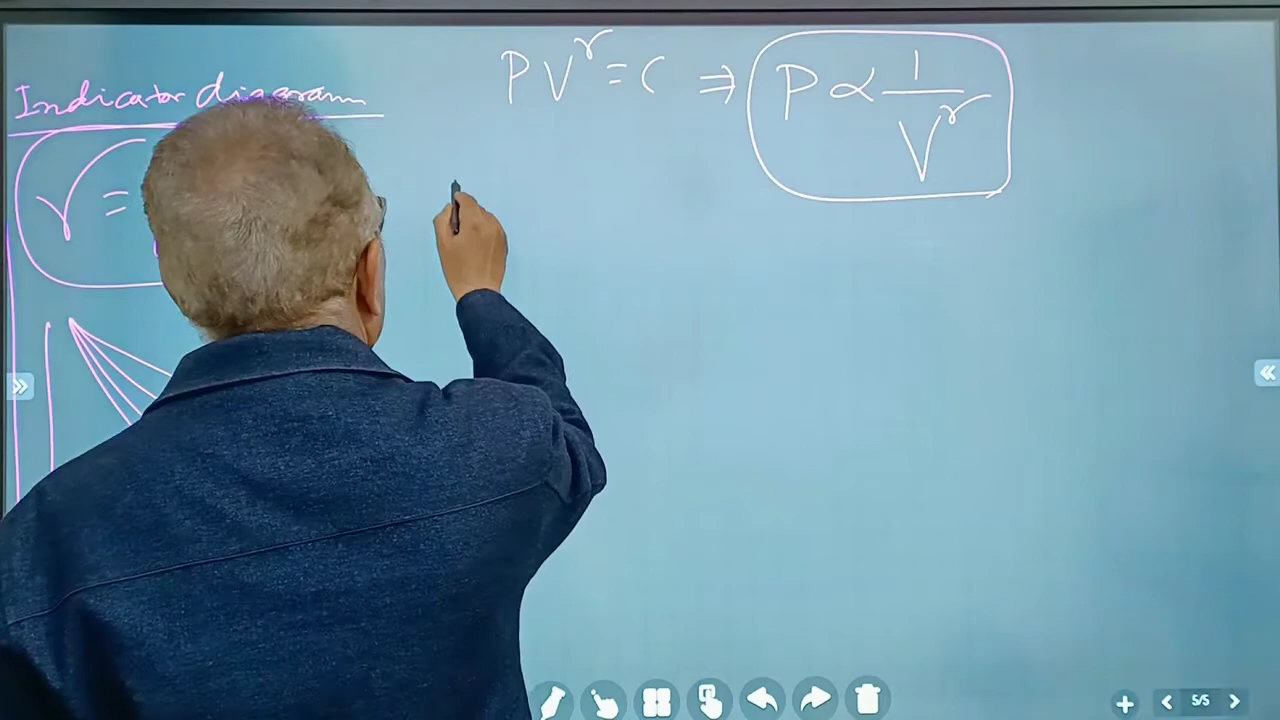 Indicator diagram
PV^γ = C ⇒ P ∝ 1/V^γ
γ =
5/5